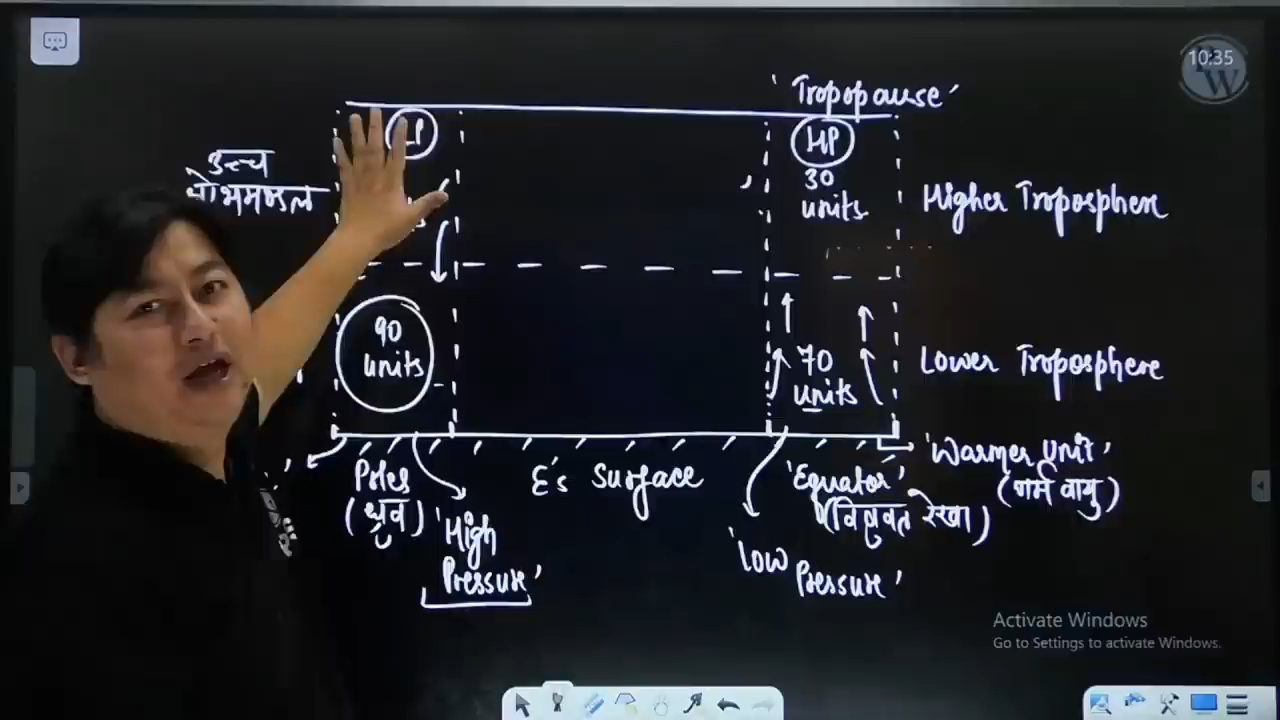 10:35
PW
'Tropopause'
HP
उच्च
30
units
Higher Troposphere
90
units
70
units
Lower Troposphere
Poles
(ध्रुव)
'High
Pressure'
E's Surface
'Equator'
(विषुवत रेखा)
'Low
Pressure'
'Warmer Unit'
(गर्म वायु)
Activate Windows
Go to Settings to activate Windows.